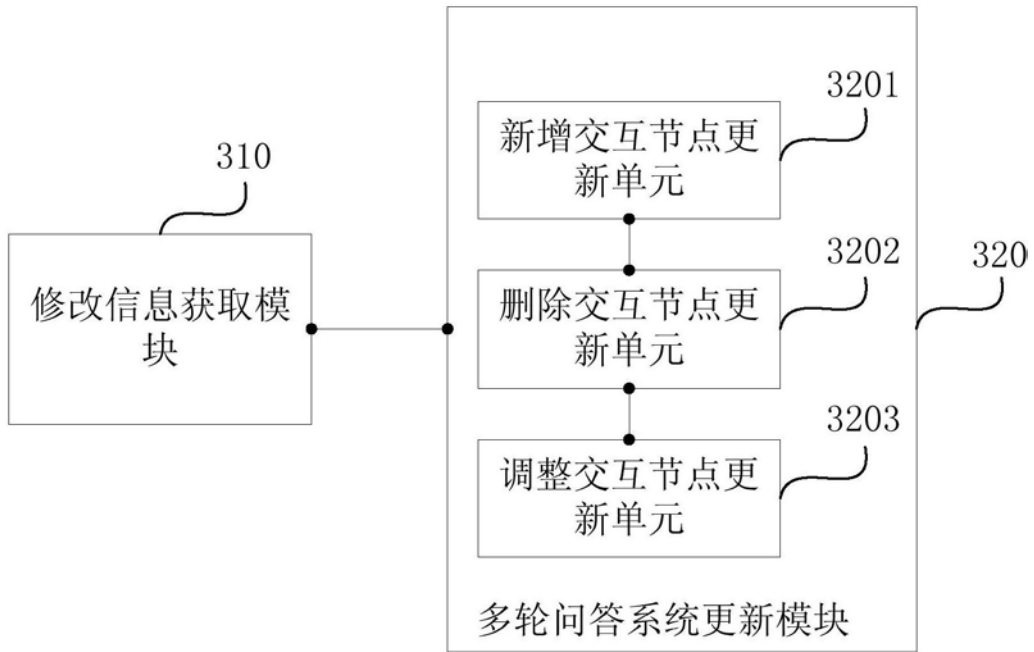 310
修改信息获取模
块
3201
新增交互节点更
新单元
3202
删除交互节点更
新单元
320
3203
调整交互节点更
新单元
多轮问答系统更新模块